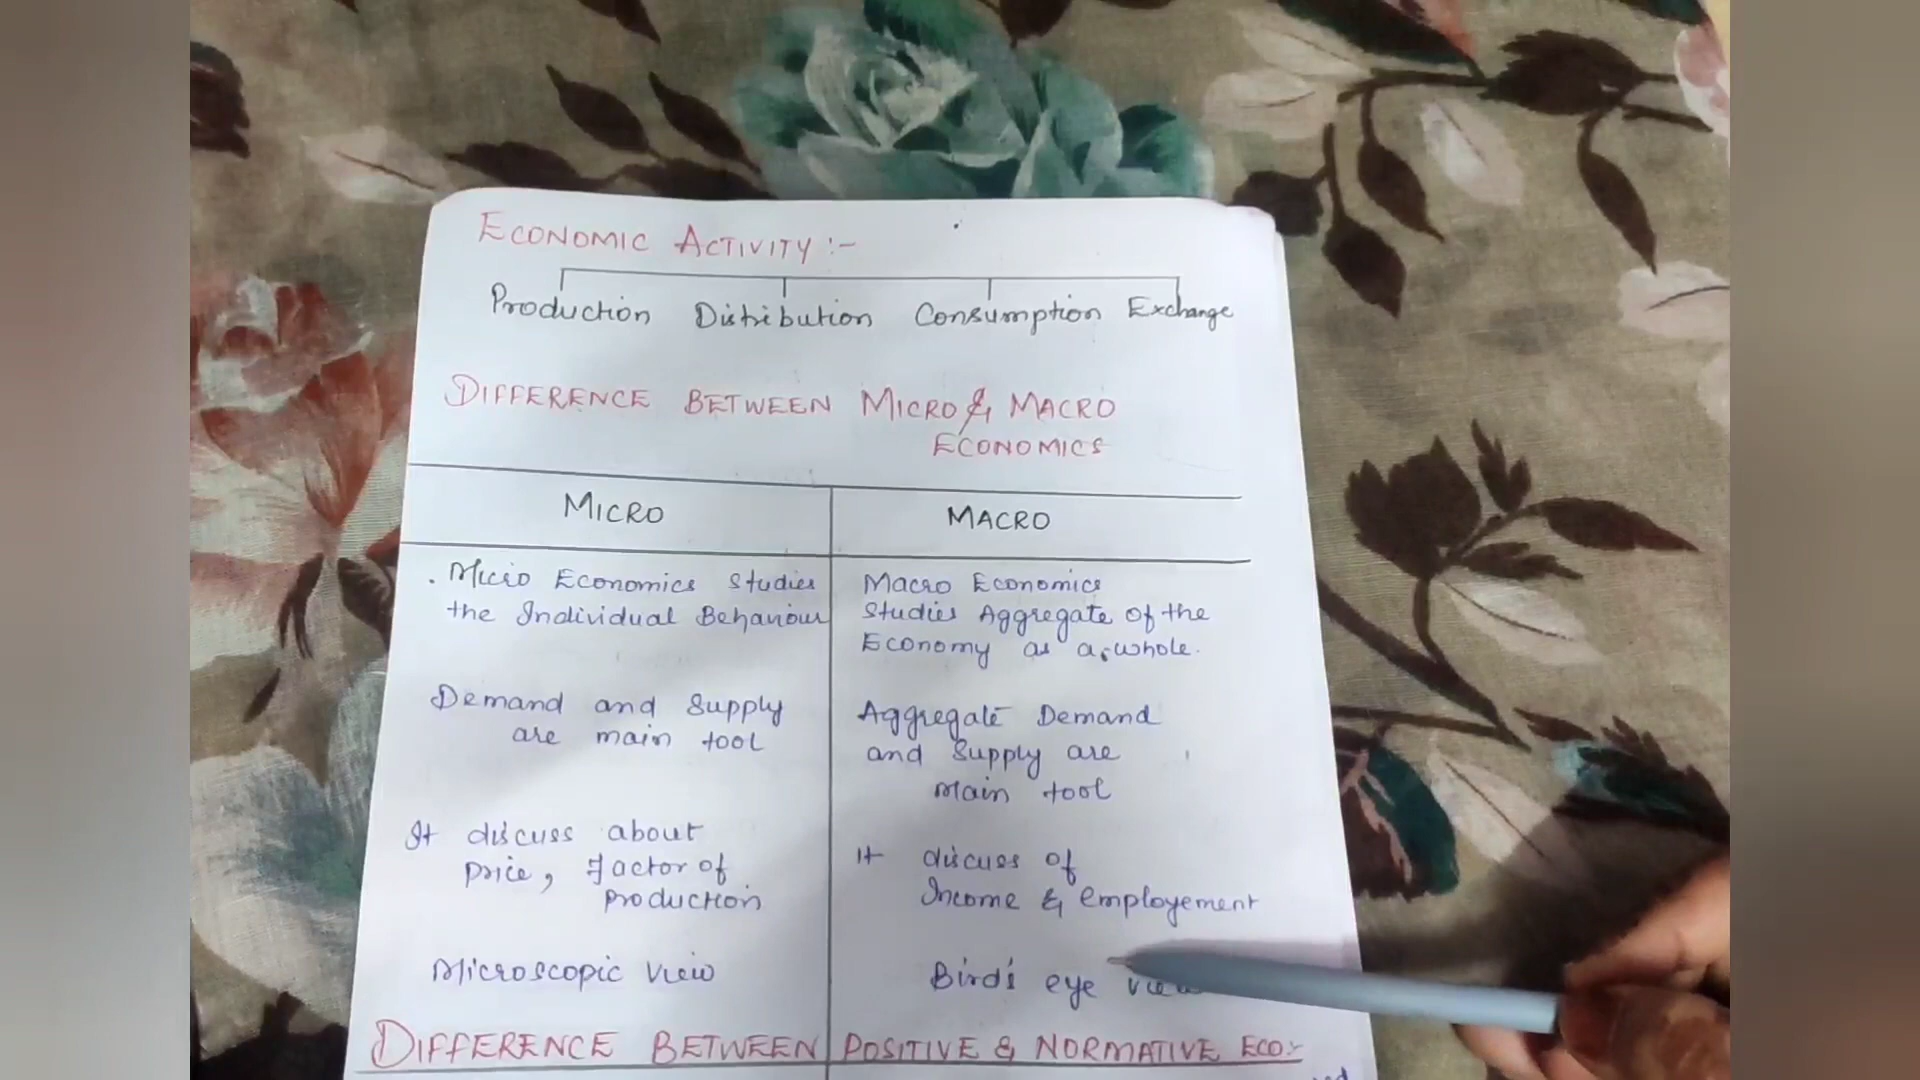 ECONOMIC ACTIVITY :-
Production Distribution Consumption Exchange
DIFFERENCE BETWEEN MICRO & MACRO
ECONOMICS
MICRO
MACRO
. Micro Economics Studies
the Individual Behaviour
Macro Economics
Studies Aggregate of the
Economy as a whole.
Demand and Supply
are main tool
Aggregate Demand
and Supply are
Main tool
It discuss about
Price, Factor of
Production
It discuss of
Income & employement
Microscopic View
Bird's eye view
DIFFERENCE BETWEEN POSITIVE & NORMATIVE ECO:-